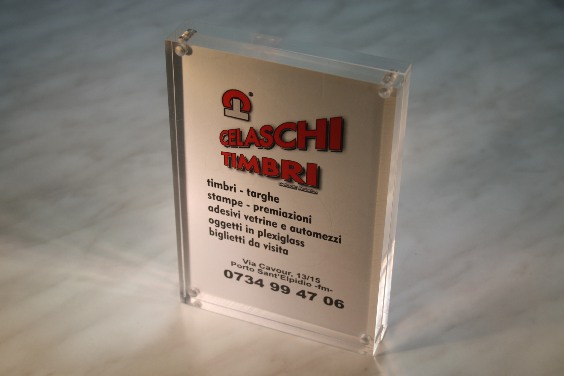 CELASCHI
TIMBRI
timbri - targhe
stampe - premiazioni
adesivi vetrine e automezzi
oggetti in plexiglass
biglietti da visita
Via Cavour, 13/15
Porto Sant'Elpidio -fm-
0734 99 47 06